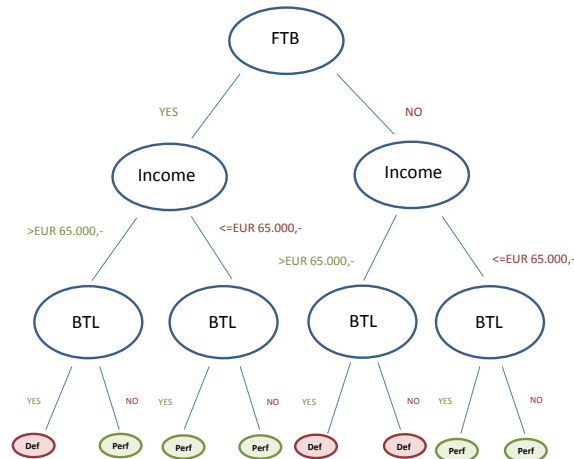 FTB
YES NO
Income Income
>EUR 65.000,- <=EUR 65.000,- >EUR 65.000,- <=EUR 65.000,-
BTL BTL BTL BTL
YES NO YES NO YES NO YES NO
Def Perf Perf Perf Def Def Perf Perf